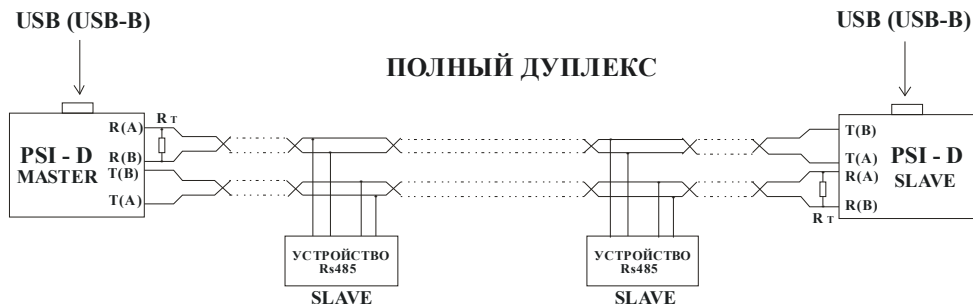 USB (USB-B)
USB (USB-B)
ПОЛНЫЙ ДУПЛЕКС
R(A)
R T
R(B)
T(B)
T(A)
PSI - D
MASTER
T(B)
T(A)
R(A)
R(B)
R T
PSI - D
SLAVE
УСТРОЙСТВО
Rs485
SLAVE
УСТРОЙСТВО
Rs485
SLAVE